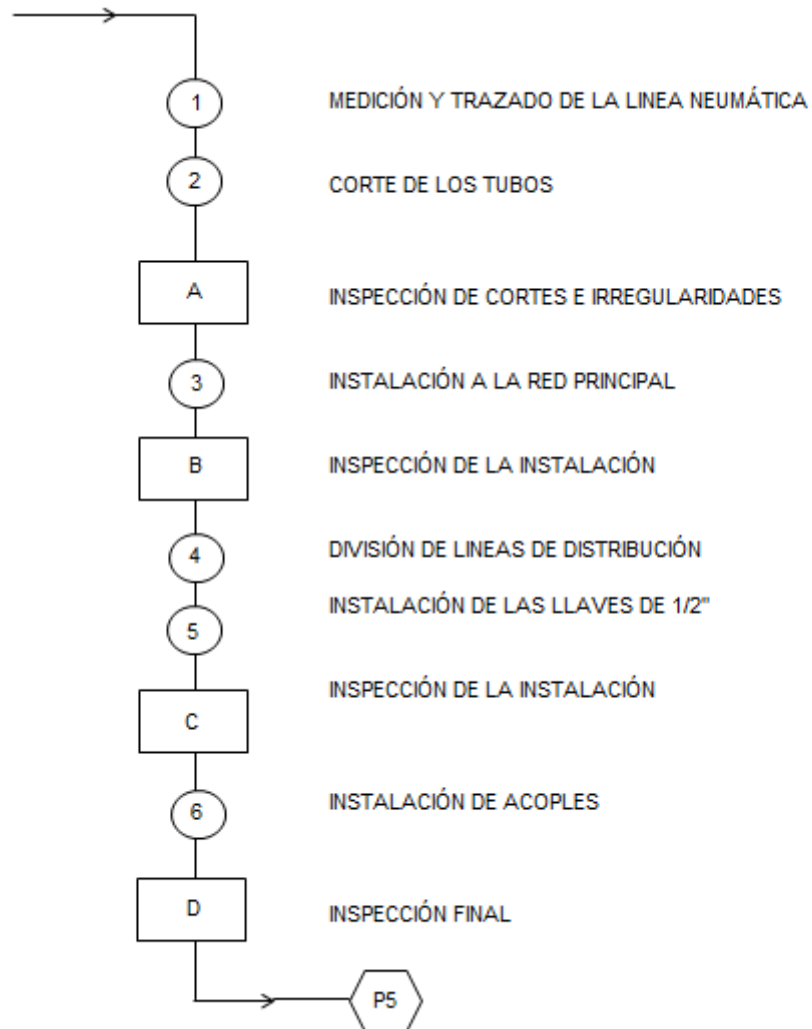 1 MEDICIÓN Y TRAZADO DE LA LINEA NEUMÁTICA
2 CORTE DE LOS TUBOS
A INSPECCIÓN DE CORTES E IRREGULARIDADES
3 INSTALACIÓN A LA RED PRINCIPAL
B INSPECCIÓN DE LA INSTALACIÓN
4 DIVISIÓN DE LINEAS DE DISTRIBUCIÓN
5 INSTALACIÓN DE LAS LLAVES DE 1/2"
C INSPECCIÓN DE LA INSTALACIÓN
6 INSTALACIÓN DE ACOPLES
D INSPECCIÓN FINAL
P5